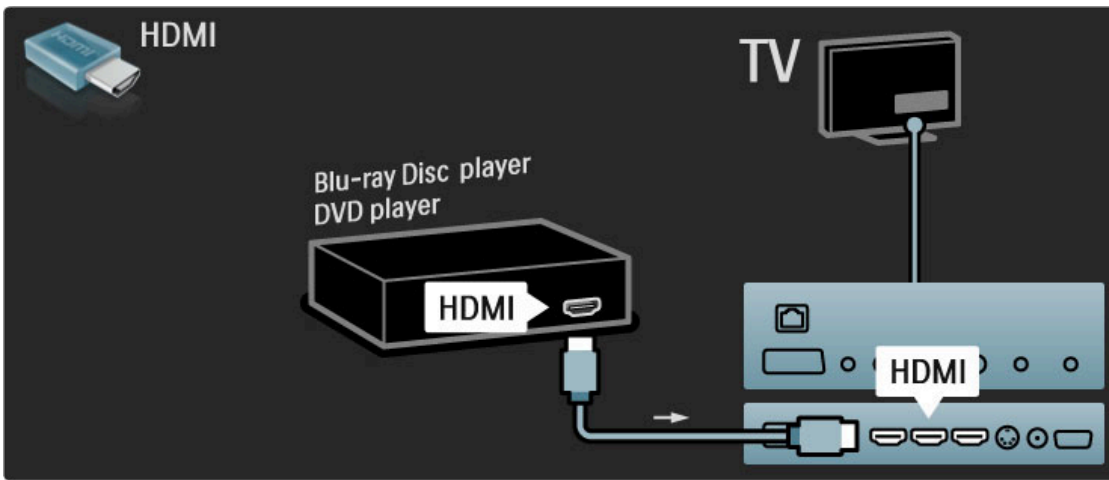 HDMI
TV
Blu-ray Disc player
DVD player
HDMI
HDMI